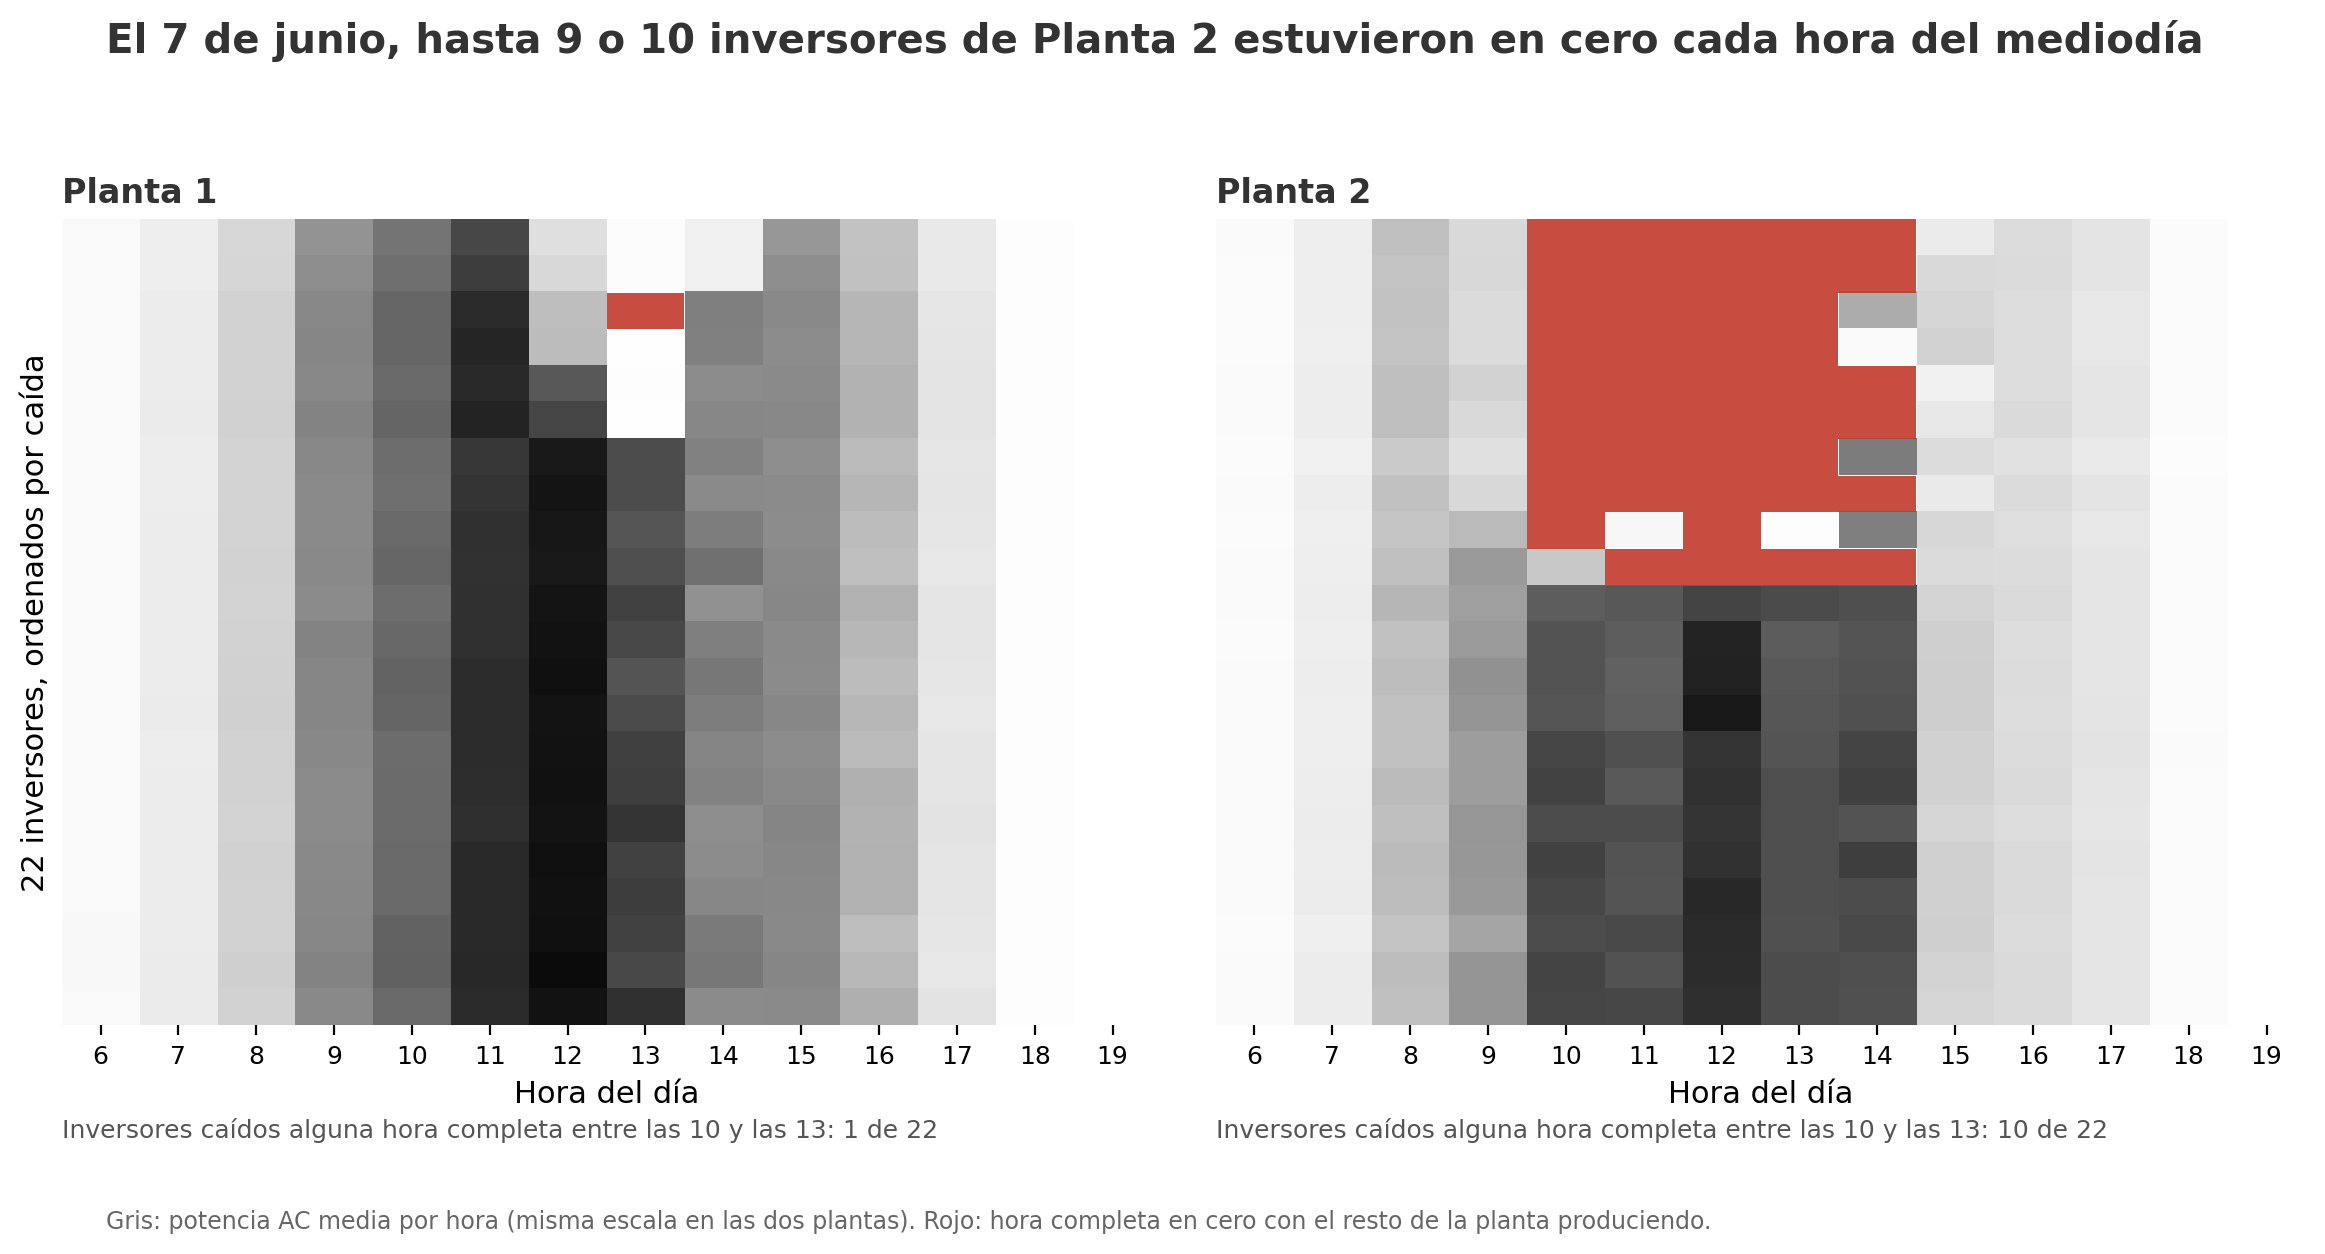 El 7 de junio, hasta 9 o 10 inversores de Planta 2 estuvieron en cero cada hora del mediodía
Planta 1
22 inversores, ordenados por caída
6 7 8 9 10 11 12 13 14 15 16 17 18 19
Hora del día
Inversores caídos alguna hora completa entre las 10 y las 13: 1 de 22
Planta 2
6 7 8 9 10 11 12 13 14 15 16 17 18 19
Hora del día
Inversores caídos alguna hora completa entre las 10 y las 13: 10 de 22
Gris: potencia AC media por hora (misma escala en las dos plantas). Rojo: hora completa en cero con el resto de la planta produciendo.